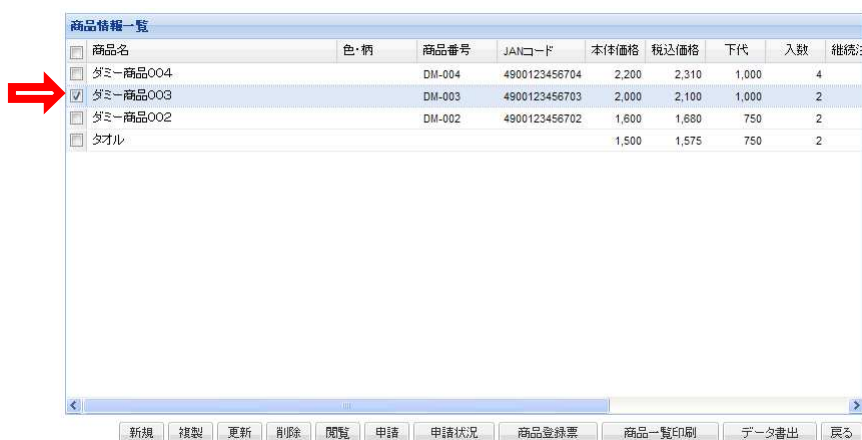 商品情報一覧
商品名 色・柄 商品番号 JANコード 本体価格 税込価格 下代 入数 継続
ダミー商品004 DM-004 4900123456704 2,200 2,310 1,000 4
ダミー商品003 DM-003 4900123456703 2,000 2,100 1,000 2
ダミー商品002 DM-002 4900123456702 1,600 1,680 750 2
タオル 1,500 1,575 750 2
新規 複製 更新 削除 閲覧 申請 申請状況 商品登録票 商品一覧印刷 データ書出 戻る